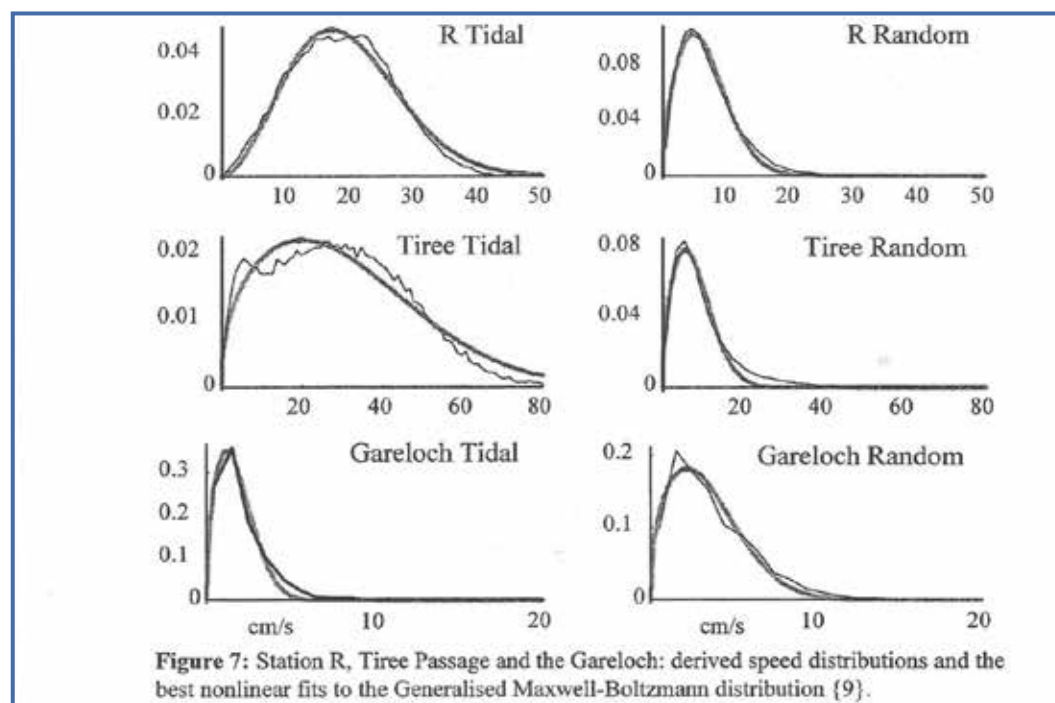 R Tidal
0.04
0.02
0
10 20 30 40 50
R Random
0.08
0.04
0
10 20 30 40 50
Tiree Tidal
0.02
0.01
0
20 40 60 80
Tiree Random
0.08
0.04
0
20 40 60 80
Gareloch Tidal
0.3
0.2
0.1
0
cm/s 10 20
Gareloch Random
0.2
0.1
0
cm/s 10 20
Figure 7: Station R, Tiree Passage and the Gareloch: derived speed distributions and the
best nonlinear fits to the Generalised Maxwell-Boltzmann distribution {9}.